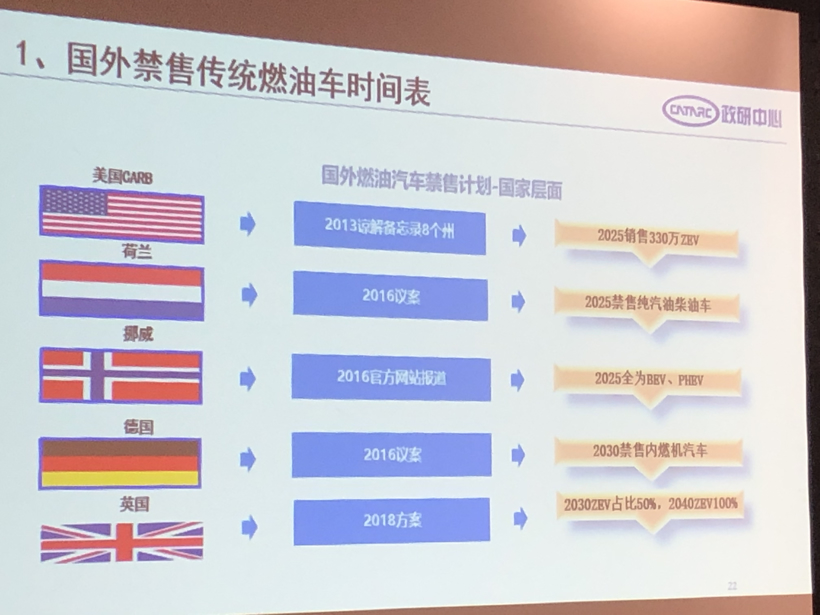 1、国外禁售传统燃油车时间表
CATARC 政研中心
国外燃油汽车禁售计划-国家层面
美国CARB
2013谅解备忘录8个州
2025销售330万ZEV
荷兰
2016议案
2025禁售纯汽油柴油车
挪威
2016官方网站报道
2025全为BEV、PHEV
德国
2016议案
2030禁售内燃机汽车
英国
2018方案
2030ZEV占比50%，2040ZEV100%
22